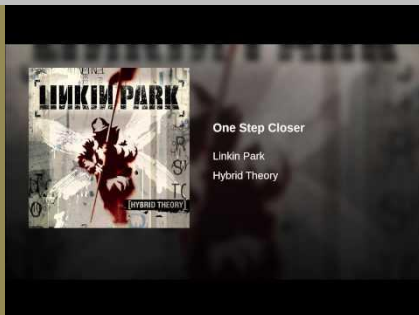 LINKIN PARK
[HYBRID THEORY]
One Step Closer
Linkin Park
Hybrid Theory